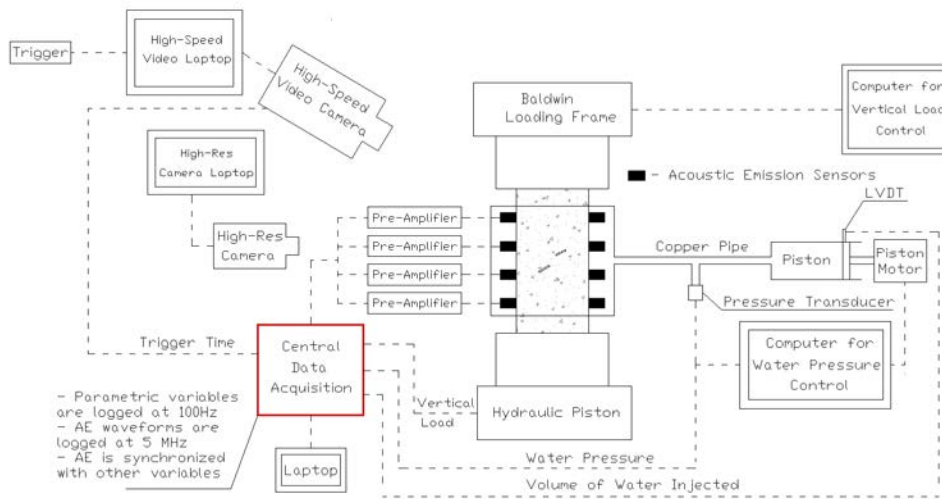 Trigger
High-Speed
Video Laptop
High-Speed
Video Camera
High-Res
Camera Laptop
High-Res
Camera
Baldwin
Loading Frame
Computer for
Vertical Load
Control
- Acoustic Emission Sensors
LVDT
Pre-Amplifier
Pre-Amplifier
Pre-Amplifier
Pre-Amplifier
Copper Pipe
Piston
Piston
Motor
Pressure Transducer
Trigger Time
Central
Data
Acquisition
Computer for
Water Pressure
Control
- Parametric variables
are logged at 100Hz
- AE waveforms are
logged at 5 MHz
- AE is synchronized
with other variables
Vertical
Load
Hydraulic Piston
Laptop
Water Pressure
Volume of Water Injected